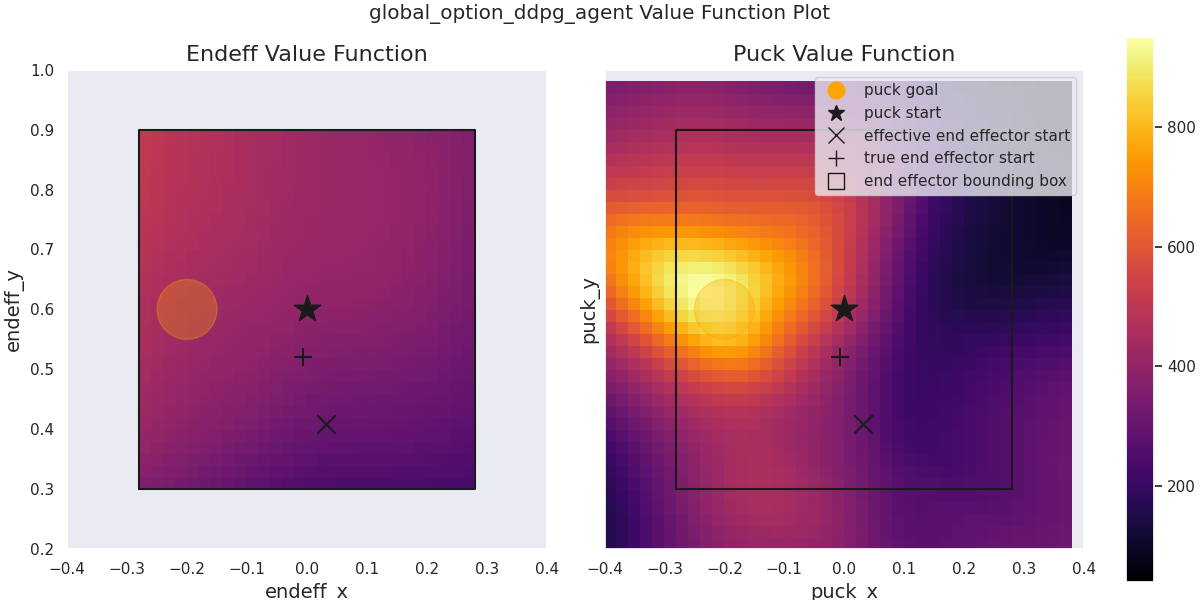 global_option_ddpg_agent Value Function Plot
Endeff Value Function
1.0
0.9
0.8
0.7
0.6
0.5
0.4
0.3
0.2
endeff_y
−0.4 −0.3 −0.2 −0.1 0.0 0.1 0.2 0.3 0.4
endeff_x
Puck Value Function
puck goal
puck start
effective end effector start
true end effector start
end effector bounding box
puck_y
−0.4 −0.3 −0.2 −0.1 0.0 0.1 0.2 0.3 0.4
puck_x
800
600
400
200